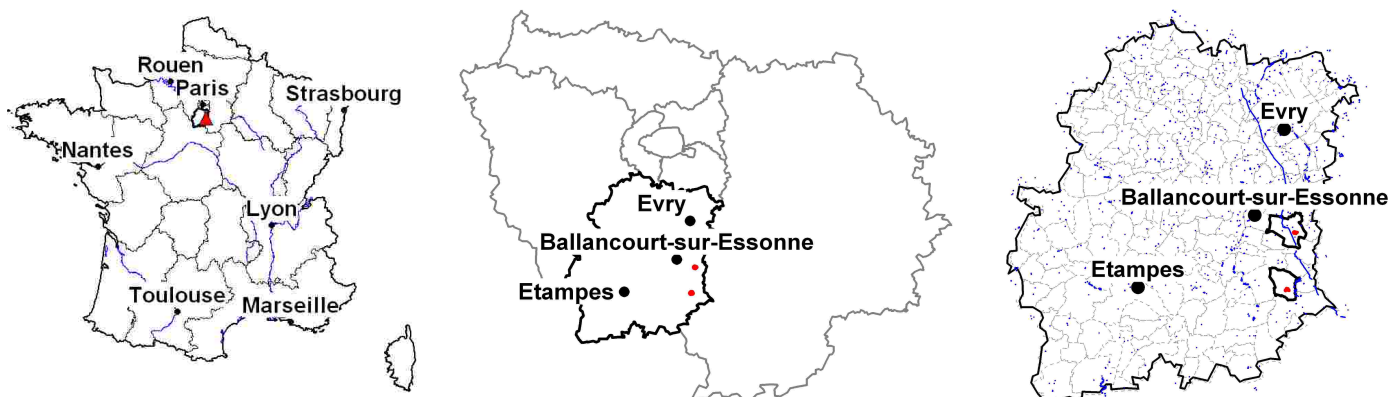 Rouen
Paris
Strasbourg
Nantes
Lyon
Toulouse
Marseille
Evry
Ballancourt-sur-Essonne
Etampes
Evry
Ballancourt-sur-Essonne
Etampes